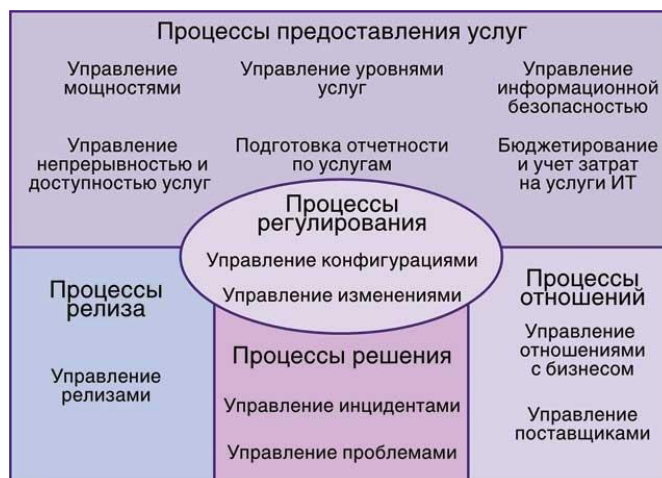 Процессы предоставления услуг
Управление
мощностями
Управление уровнями
услуг
Управление
информационной
безопасностью
Управление
непрерывностью и
доступностью услуг
Подготовка отчетности
по услугам
Бюджетирование
и учет затрат
на услуги ИТ
Процессы
регулирования
Управление конфигурациями
Управление изменениями
Процессы
релиза
Управление
релизами
Процессы решения
Управление инцидентами
Управление проблемами
Процессы
отношений
Управление
отношениями
с бизнесом
Управление
поставщиками